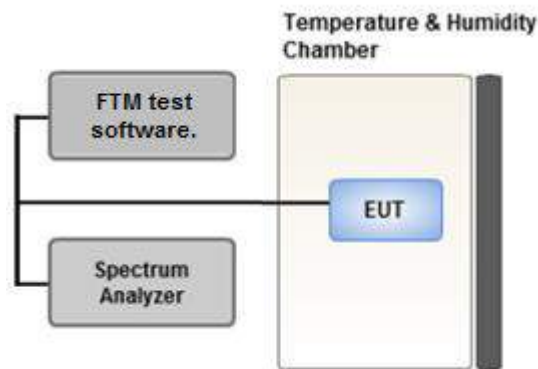 Temperature & Humidity
Chamber
FTM test
software.
EUT
Spectrum
Analyzer